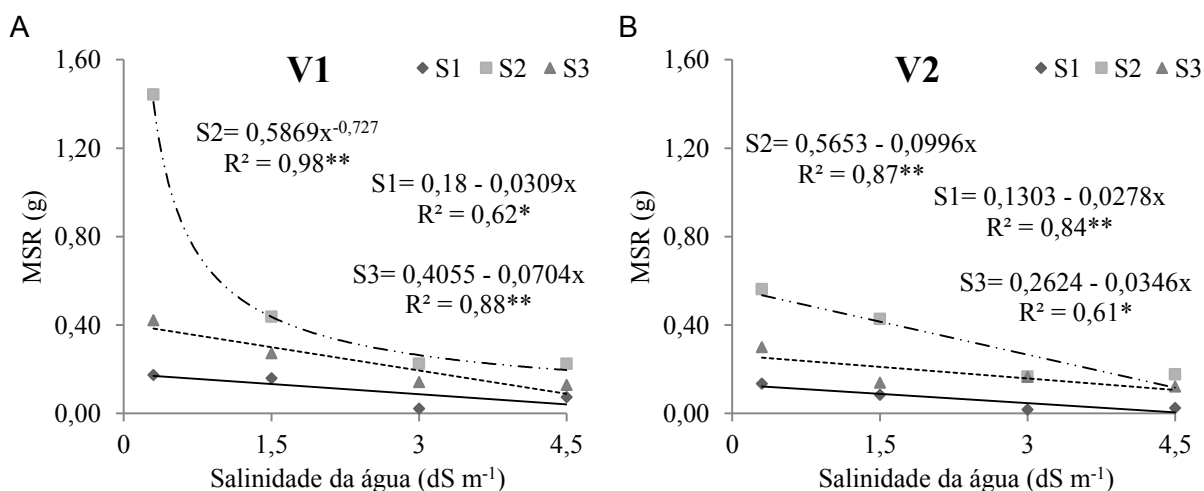 A
V1
S1 S2 S3
1,60
1,20
0,80
0,40
0,00
MSR (g)
S2= 0,5869x^-0,727
R² = 0,98**
S1= 0,18 - 0,0309x
R² = 0,62*
S3= 0,4055 - 0,0704x
R² = 0,88**
0 1,5 3 4,5
Salinidade da água (dS m⁻¹)
B
V2
S1 S2 S3
1,60
1,20
0,80
0,40
0,00
MSR (g)
S2= 0,5653 - 0,0996x
R² = 0,87**
S1= 0,1303 - 0,0278x
R² = 0,84**
S3= 0,2624 - 0,0346x
R² = 0,61*
0 1,5 3 4,5
Salinidade da água (dS m⁻¹)